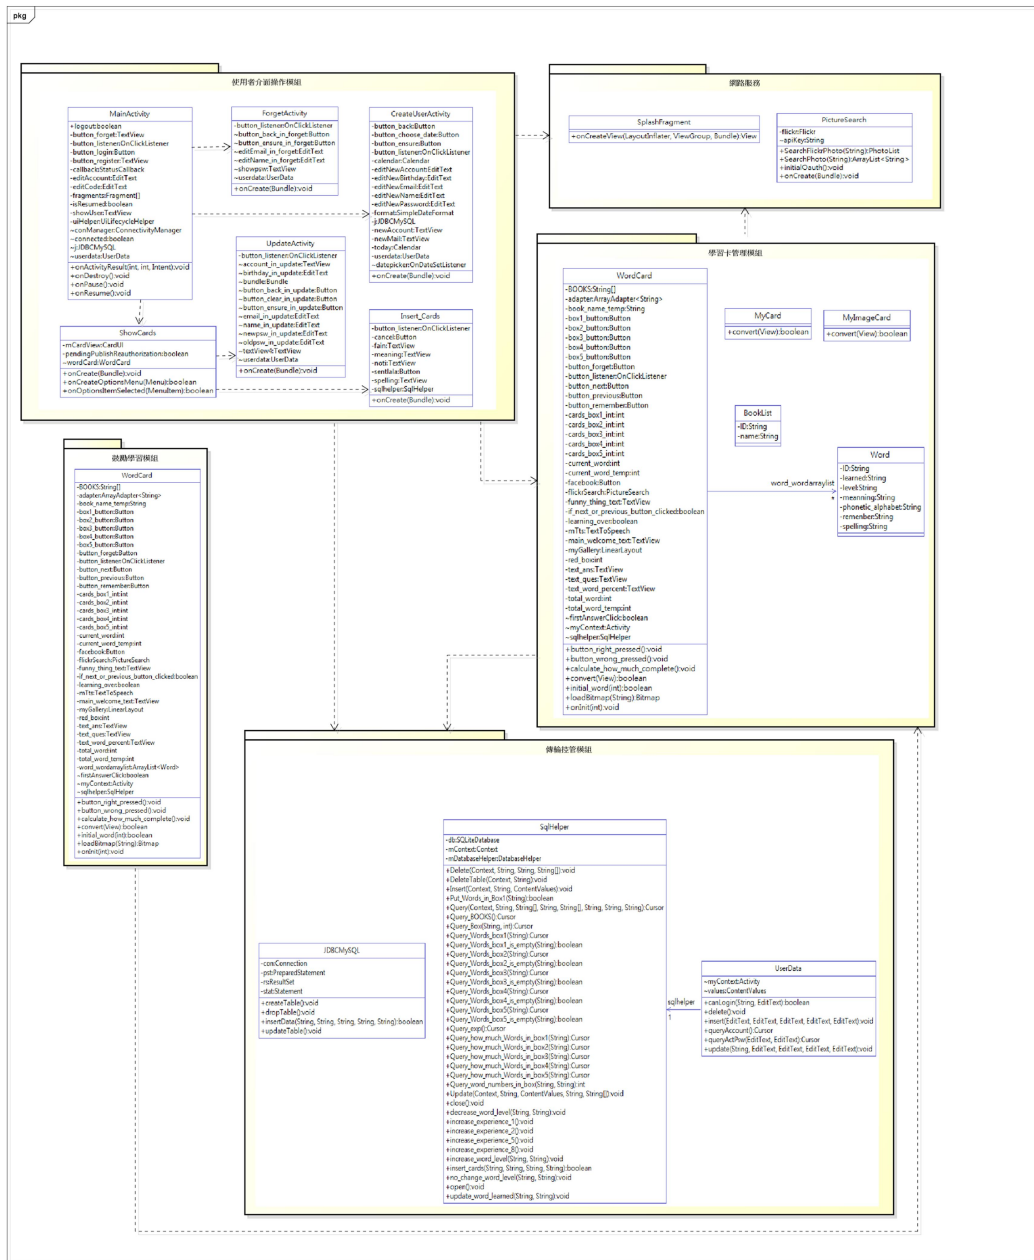 pkg
使用者介面操作模組
MainActivity
+logout:boolean
-button_forget:TextView
-button_listener:OnClickListener
-button_login:Button
-button_register:TextView
-callback:StatusCallback
-editAccount:EditText
-editCode:EditText
-fragments:Fragment[]
-isResumed:boolean
-showUser:TextView
-uiHelper:UiLifecycleHelper
~conManager:ConnectivityManager
~connected:boolean
~j:JDBCMySQL
~userdata:UserData
+onActivityResult(int, int, Intent):void
+onDestroy():void
+onPause():void
+onResume():void
ForgetActivity
-button_listener:OnClickListener
~button_back_in_forget:Button
~button_ensure_in_forget:Button
~editEmail_in_forget:EditText
~editName_in_forget:EditText
~showpsw:TextView
~userdata:UserData
+onCreate(Bundle):void
CreateUserActivity
-button_back:Button
-button_choose_date:Button
-button_ensure:Button
-button_listener:OnClickListener
-calendar:Calendar
-editNewAccount:EditText
-editNewBirthday:EditText
-editNewEmail:EditText
-editNewName:EditText
-editNewPassword:EditText
-format:SimpleDateFormat
-j:JDBCMySQL
-newAccount:TextView
-newMail:TextView
-today:Calendar
-userdata:UserData
~datepicker:OnDateSetListener
+onCreate(Bundle):void
UpdateActivity
-button_listener:OnClickListener
~account_in_update:TextView
~birthday_in_update:EditText
~bundle:Bundle
~button_back_in_update:Button
~button_clear_in_update:Button
~button_ensure_in_update:Button
~email_in_update:EditText
~name_in_update:EditText
~newpsw_in_update:EditText
~oldpsw_in_update:EditText
~textView4:TextView
~userdata:UserData
+onCreate(Bundle):void
Insert_Cards
-button_listener:OnClickListener
-cancel:Button
-meaning:TextView
-spelling:TextView
~sqlhelper:SqlHelper
+onCreate(Bundle):void
ShowCards
-mCardView:CardUI
-pendingPublishReauthorization:boolean
~wordCard:WordCard
+onCreate(Bundle):void
+onCreateOptionsMenu(Menu):boolean
+onOptionsItemSelected(MenuItem):boolean
網路服務
SplashFragment
+onCreateView(LayoutInflater, ViewGroup, Bundle):View
PictureSearch
-flickr:Flickr
~apiKey:String
+SearchFlickrPhoto(String):PhotoList
+SearchPhoto(String):ArrayList<String>
+initialOauth():void
+onCreate(Bundle):void
學習卡管理模組
WordCard
-BOOKS:String[]
-adapter:ArrayAdapter<String>
-book_name_temp:String
-box1_button:Button
-box2_button:Button
-box3_button:Button
-box4_button:Button
-box5_button:Button
-button_forget:Button
-button_listener:OnClickListener
-button_next:Button
-button_previous:Button
-button_remember:Button
-cards_box1_int:int
-cards_box2_int:int
-cards_box3_int:int
-cards_box4_int:int
-cards_box5_int:int
-current_word:int
-current_word_temp:int
-facebook:Button
-flickrSearch:PictureSearch
-funny_thing_text:TextView
-if_next_or_previous_button_clicked:boolean
-learning_over:boolean
-mTts:TextToSpeech
-main_welcome_text:TextView
-myGallery:LinearLayout
-red_box:int
-text_ans:TextView
-text_ques:TextView
-text_word_percent:TextView
-total_word:int
-total_word_temp:int
~firstAnswerClick:boolean
~myContext:Activity
~sqlhelper:SqlHelper
+button_right_pressed():void
+button_wrong_pressed():void
+calculate_how_much_complete():void
+convert(View):boolean
+initial_word(int):boolean
+loadBitmap(String):Bitmap
+onInit(int):void
MyCard
+convert(View):boolean
MyImageCard
+convert(View):boolean
BookList
-ID:String
-name:String
word_wordarraylist
*
Word
-ID:String
-learned:String
-level:String
-meanning:String
-phonetic_alphabet:String
-remember:String
-spelling:String
鼓勵學習模組
WordCard
-BOOKS:String[]
-adapter:ArrayAdapter<String>
-book_name_temp:String
-box1_button:Button
-box2_button:Button
-box3_button:Button
-box4_button:Button
-box5_button:Button
-button_forget:Button
-button_listener:OnClickListener
-button_next:Button
-button_previous:Button
-button_remember:Button
-cards_box1_int:int
-cards_box2_int:int
-cards_box3_int:int
-cards_box4_int:int
-cards_box5_int:int
-current_word:int
-current_word_temp:int
-facebook:Button
-flickrSearch:PictureSearch
-funny_thing_text:TextView
-if_next_or_previous_button_clicked:boolean
-learning_over:boolean
-mTts:TextToSpeech
-main_welcome_text:TextView
-myGallery:LinearLayout
-red_box:int
-text_ans:TextView
-text_ques:TextView
-text_word_percent:TextView
-total_word:int
-total_word_temp:int
-word_wordarraylist:ArrayList<Word>
~firstAnswerClick:boolean
~myContext:Activity
~sqlhelper:SqlHelper
+button_right_pressed():void
+button_wrong_pressed():void
+calculate_how_much_complete():void
+convert(View):boolean
+initial_word(int):boolean
+loadBitmap(String):Bitmap
+onInit(int):void
傳輸控管模組
JDBCMySQL
-con:Connection
-pst:PreparedStatement
-rs:ResultSet
-stat:Statement
+createTable():void
+dropTable():void
+insertData(String, String, String, String, String):boolean
+updateTable():void
SqlHelper
-db:SQLiteDatabase
-mContext:Context
-mDatabaseHelper:DatabaseHelper
+Delete(Context, String, String, String[]):void
+DeleteTable(Context, String):void
+Insert(Context, String, ContentValues):void
+Put_Words_in_Box1(String):boolean
+Query(Context, String, String[], String, String[], String, String, String):Cursor
+Query_BOOKS():Cursor
+Query_Box(String, int):Cursor
+Query_Words_box1(String):Cursor
+Query_Words_box1_is_empty(String):boolean
+Query_Words_box2(String):Cursor
+Query_Words_box2_is_empty(String):boolean
+Query_Words_box3(String):Cursor
+Query_Words_box3_is_empty(String):boolean
+Query_Words_box4(String):Cursor
+Query_Words_box4_is_empty(String):boolean
+Query_Words_box5(String):Cursor
+Query_Words_box5_is_empty(String):boolean
+Query_exp():Cursor
+Query_how_much_Words_in_box1(String):Cursor
+Query_how_much_Words_in_box2(String):Cursor
+Query_how_much_Words_in_box3(String):Cursor
+Query_how_much_Words_in_box4(String):Cursor
+Query_how_much_Words_in_box5(String):Cursor
+Query_word_numbers_in_box(String, String):int
+Update(Context, String, ContentValues, String, String[]):void
+close():void
+decrease_word_level(String, String):void
+increase_experience_1():void
+increase_experience_2():void
+increase_experience_5():void
+increase_experience_8():void
+increase_word_level(String, String):void
+insert_cards(String, String, String, String):boolean
+no_change_word_level(String, String):void
+open():void
+update_word_learned(String, String):void
sqlhelper
1
UserData
~myContext:Activity
~values:ContentValues
+canLogin(String, EditText):boolean
+delete():void
+insert(EditText, EditText, EditText, EditText, EditText):void
+queryAccount():Cursor
+queryActPsw(EditText, EditText):Cursor
+update(String, EditText, EditText, EditText, EditText):void